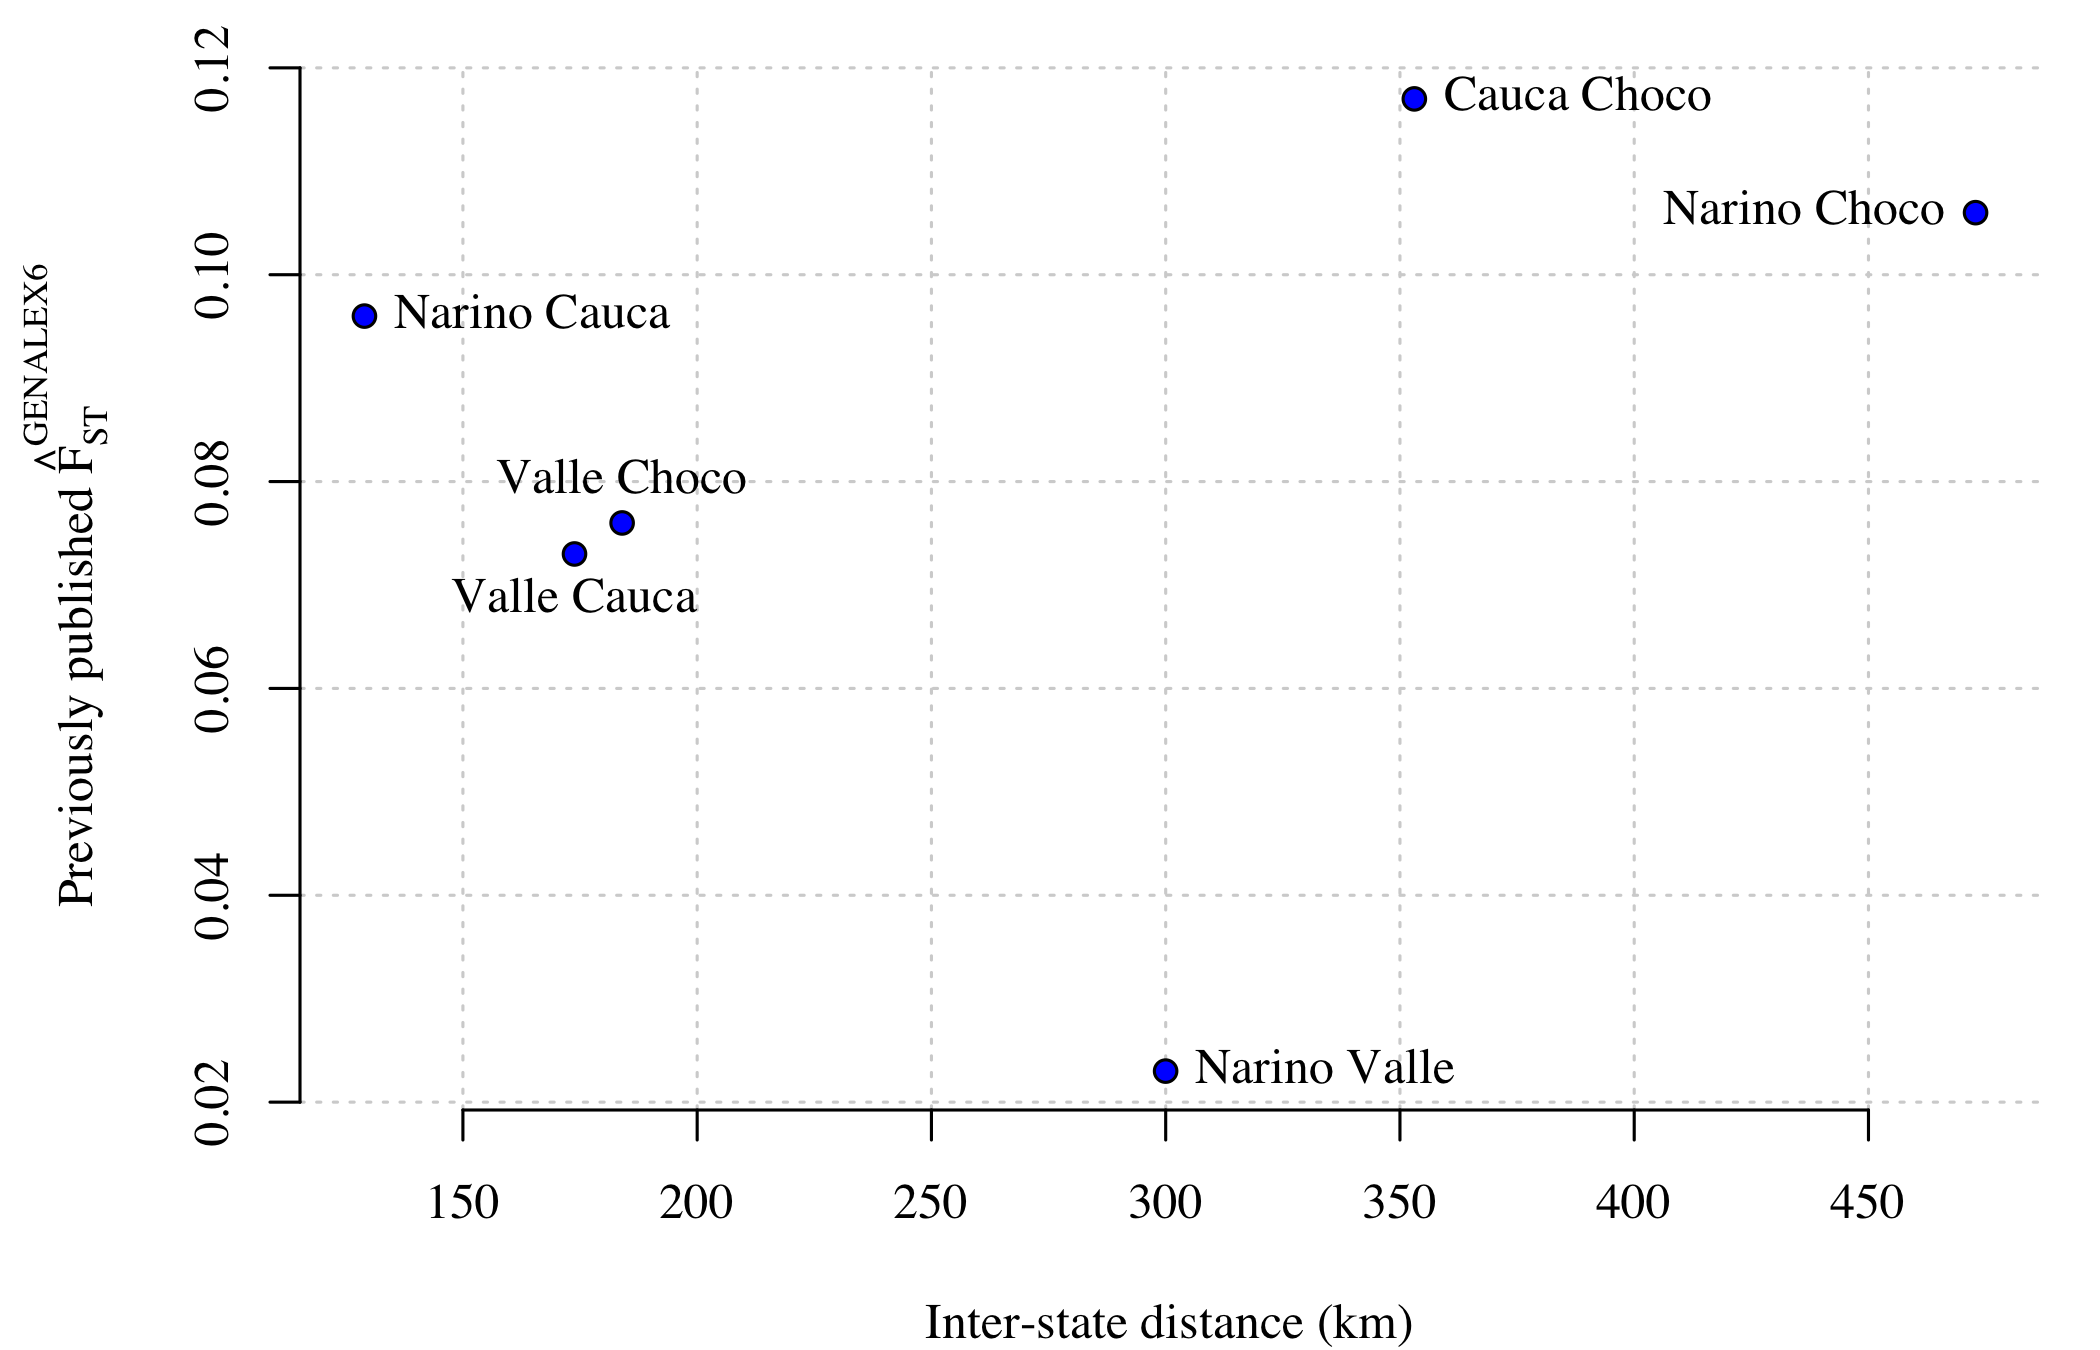 0.12
0.10
0.08
0.06
0.04
0.02
Previously published F̂ST GENALEX6
Cauca Choco
Narino Choco
Narino Cauca
Valle Choco
Valle Cauca
Narino Valle
150 200 250 300 350 400 450
Inter-state distance (km)